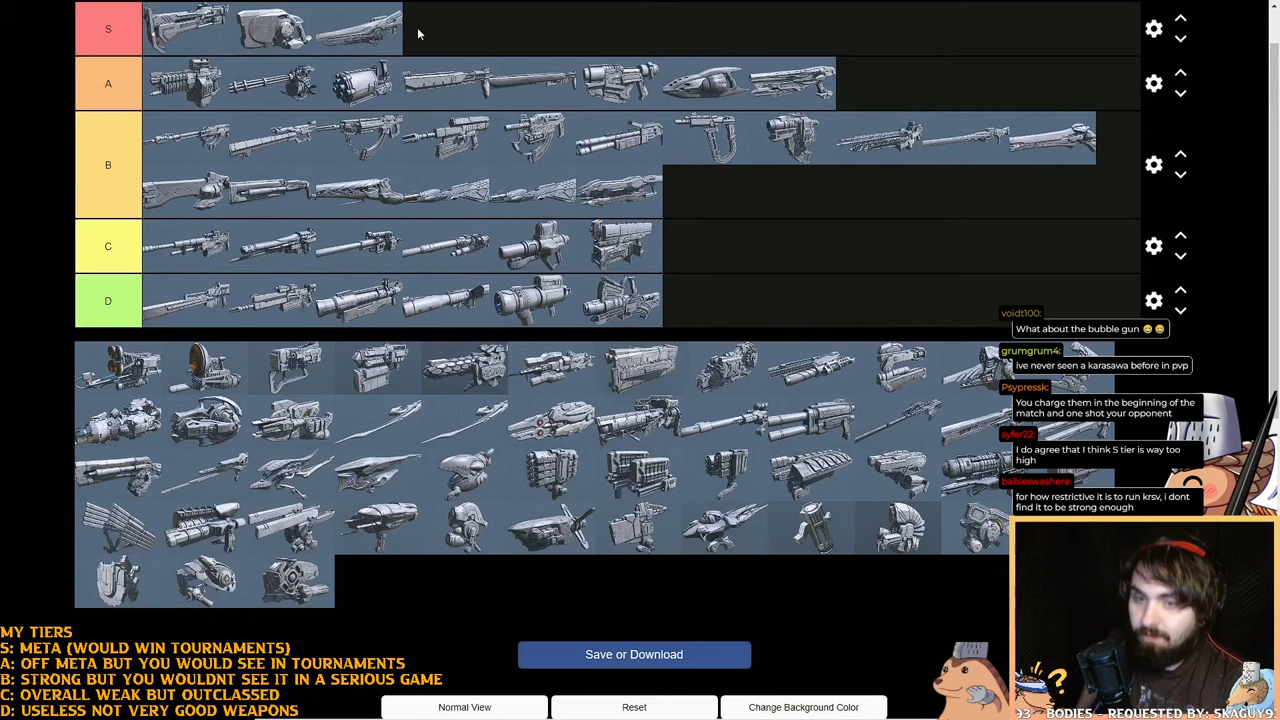 S
A
B
C
D
voidt100:
What about the bubble gun 😅😅
grumgrum4:
ive never seen a karasawa before in pvp
Psypressk:
You charge them in the beginning of the
match and one shot your opponent
syfer22:
I do agree that I think S tier is way too
high
babieswashere:
for how restrictive it is to run krsv, i dont
find it to be strong enough
MY TIERS
S: META (WOULD WIN TOURNAMENTS)
A: OFF META BUT YOU WOULD SEE IN TOURNAMENTS
B: STRONG BUT YOU WOULDNT SEE IT IN A SERIOUS GAME
C: OVERALL WEAK BUT OUTCLASSED
D: USELESS NOT VERY GOOD WEAPONS
Save or Download
Normal View
Reset
Change Background Color
93 - BODIES - REQUESTED BY: SKAGUY9